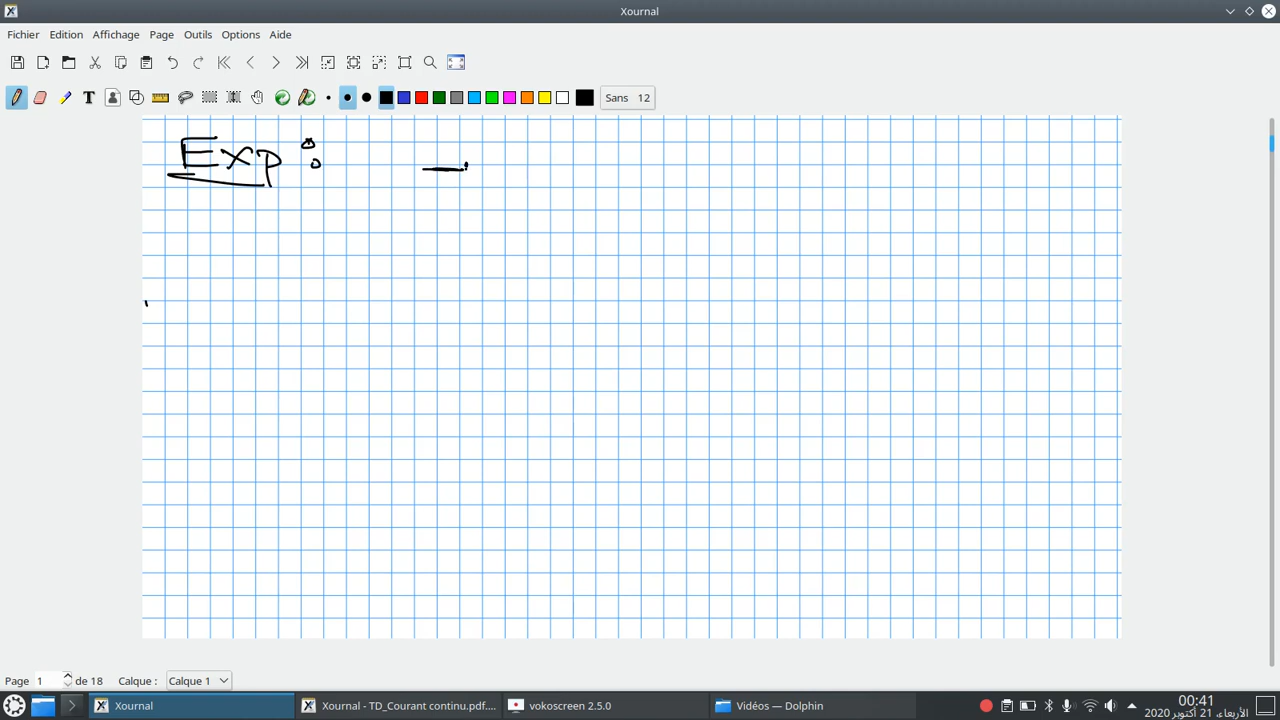 Xournal
Fichier Edition Affichage Page Outils Options Aide
T Sans 12
Exp :
Page 1 de 18 Calque : Calque 1
Xournal Xournal - TD_Courant continu.pdf.... vokoscreen 2.5.0 Vidéos — Dolphin 00:41
الأربعاء, 21 أكتوبر 2020